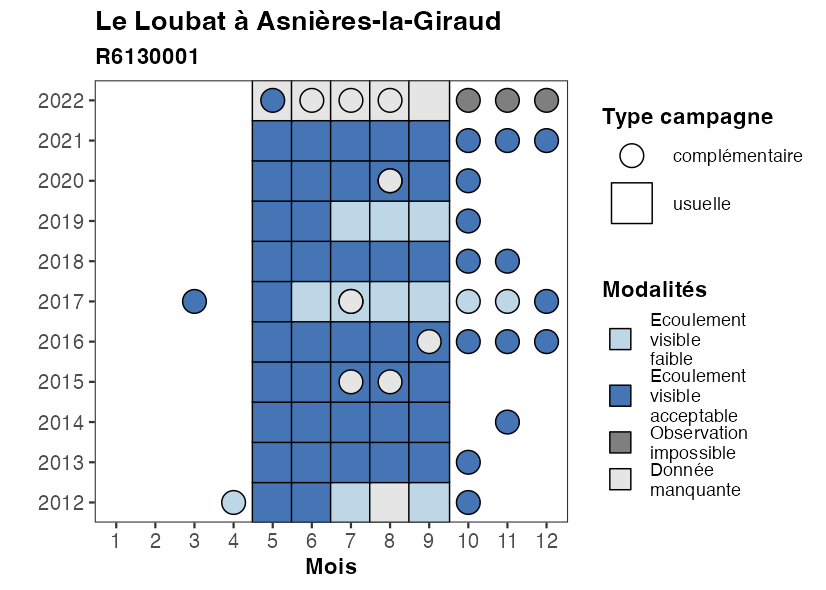 Le Loubat à Asnières-la-Giraud
R6130001
2022
2021
2020
2019
2018
2017
2016
2015
2014
2013
2012
1 2 3 4 5 6 7 8 9 10 11 12
Mois
Type campagne
complémentaire
usuelle
Modalités
Ecoulement
visible
faible
Ecoulement
visible
acceptable
Observation
impossible
Donnée
manquante